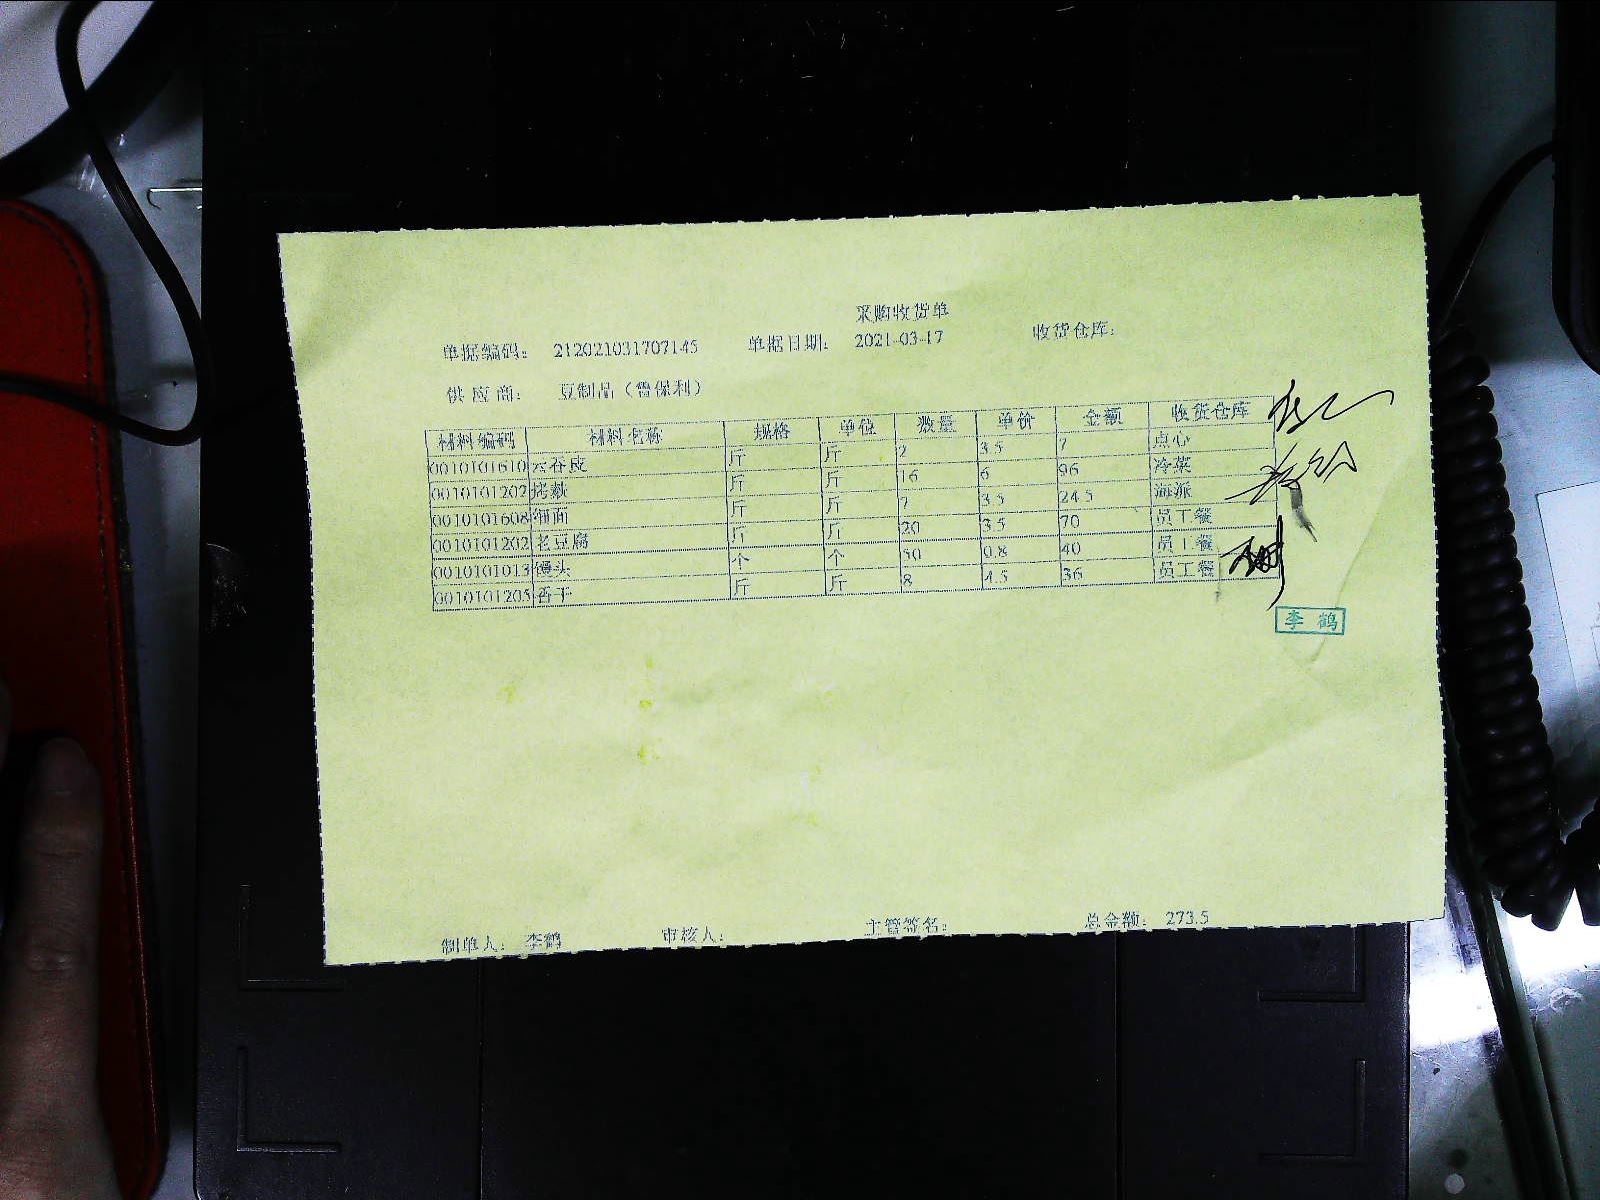 采购收货单
单据编码： 212021031707145 单据日期： 2021-03-17 收货仓库：
供 应 商： 豆制品（鲁保利）
材料编码 材料名称 规格 单位 数量 单价 金额 收货仓库
0010101610 云吞皮 斤 斤 2 3.5 7 点心
0010101202 烤麸 斤 斤 16 6 96 冷菜
0010101608 细面 斤 斤 7 3.5 24.5 海派
0010101202 老豆腐 斤 斤 20 3.5 70 员工餐
0010101013 馒头 个 个 50 0.8 40 员工餐
0010101205 香干 斤 斤 8 4.5 36 员工餐
李 鹤
制单人： 李鹤 审核人： 主管签名： 总金额： 273.5